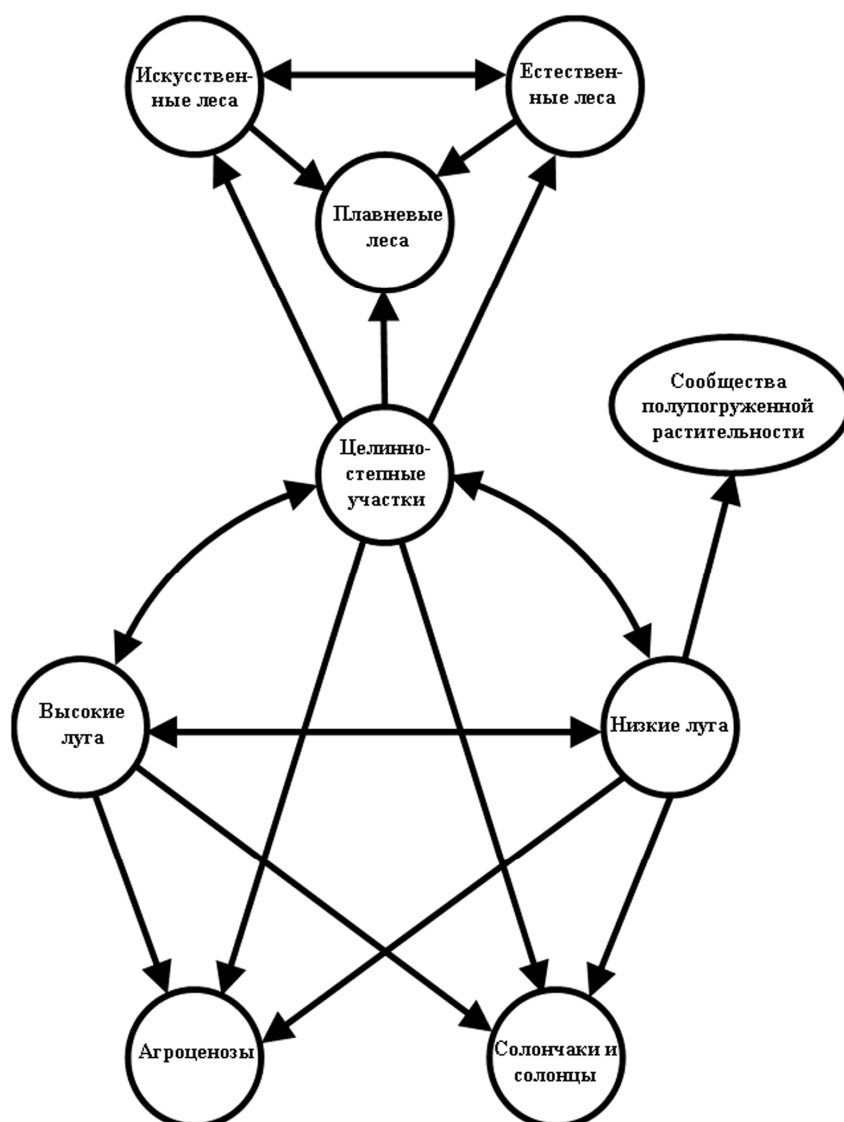 Искусствен-
ные леса
Естествен-
ные леса
Плавневые
леса
Сообщества
полупогруженной
растительности
Целинно-
степные
участки
Высокие
луга
Низкие луга
Агроценозы
Солончаки и
солонцы